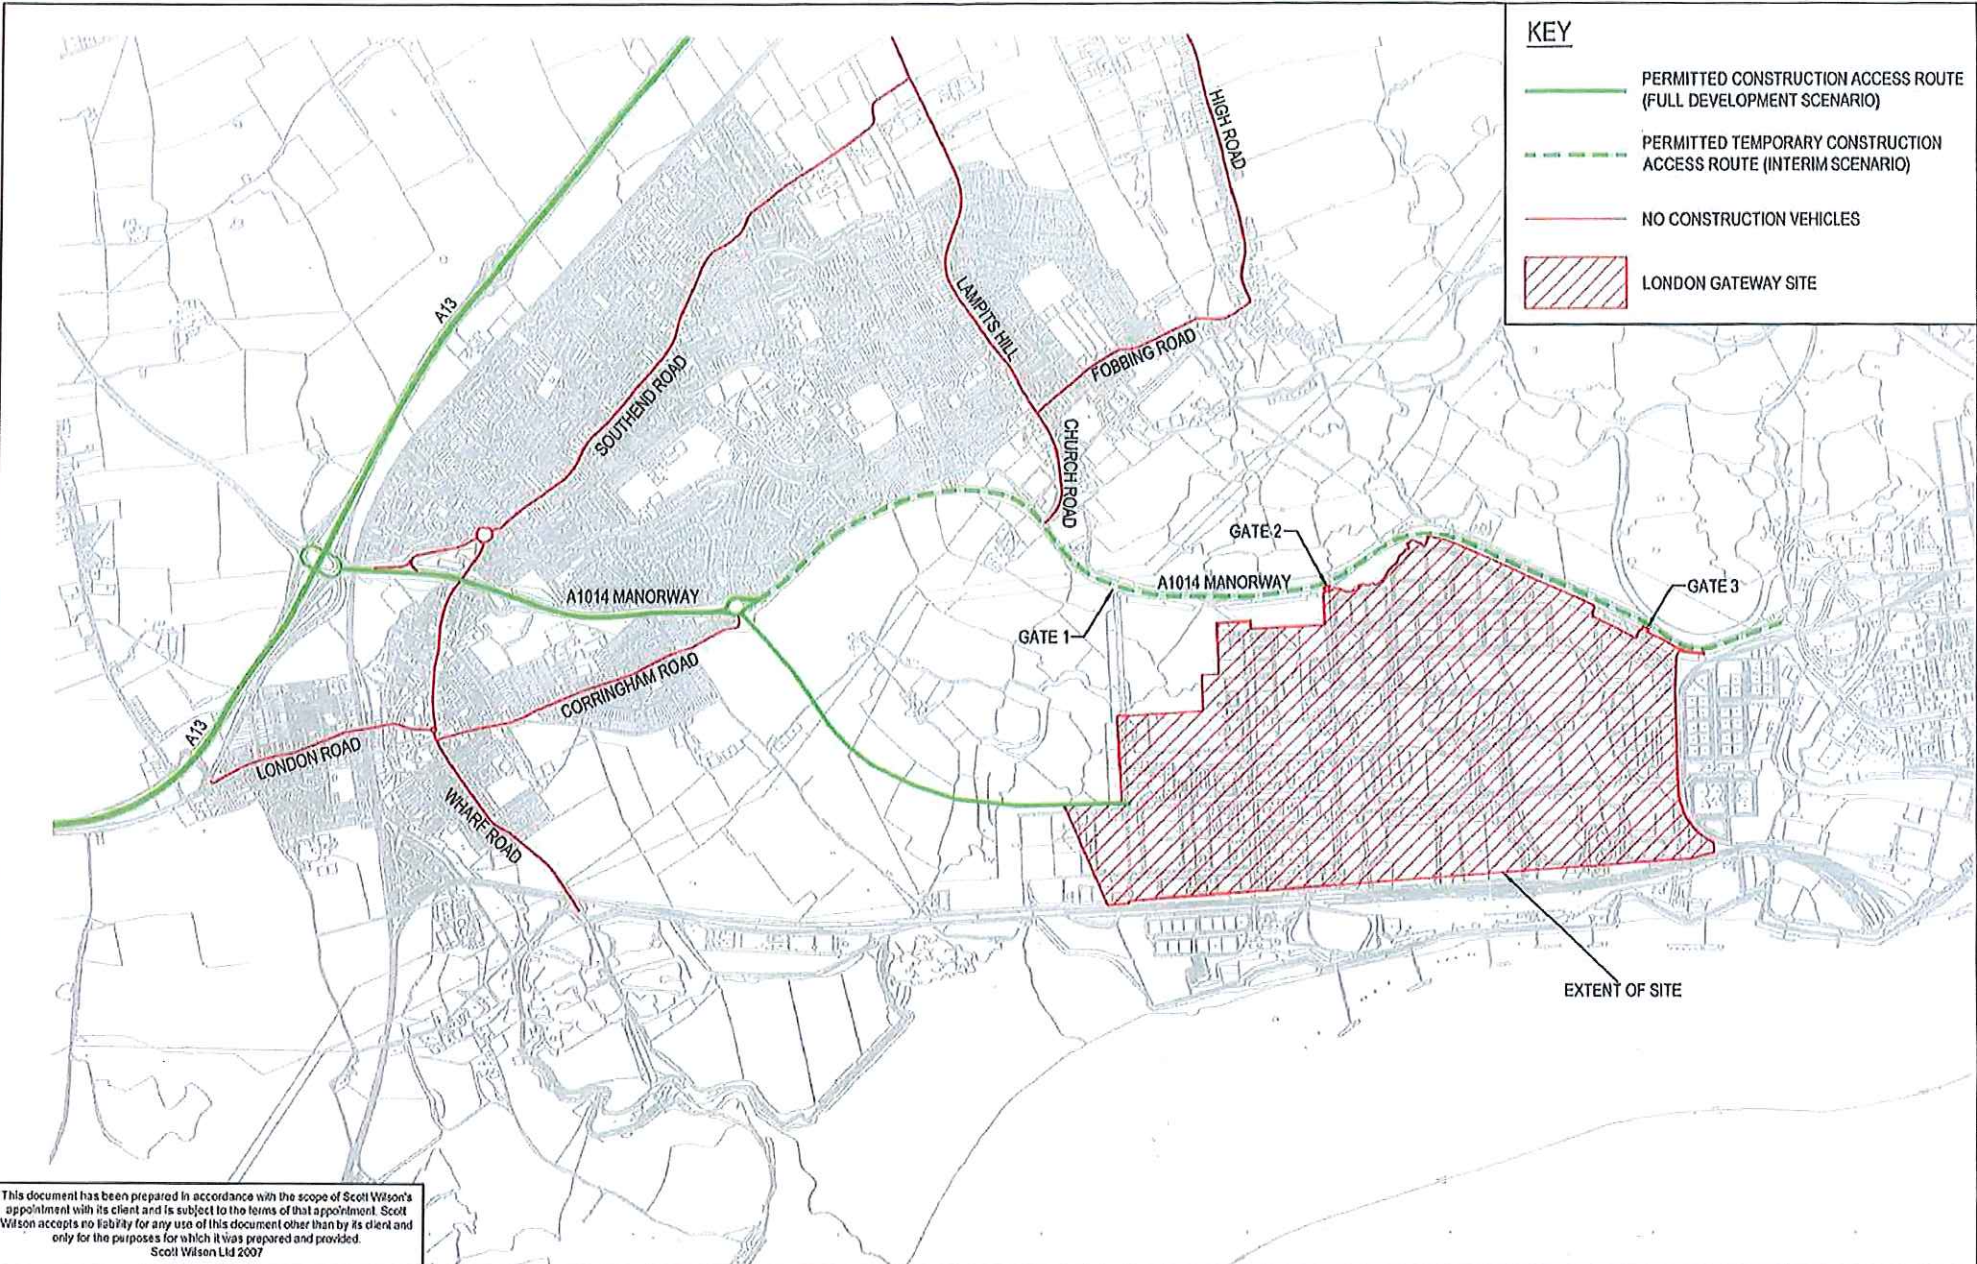 KEY
PERMITTED CONSTRUCTION ACCESS ROUTE
(FULL DEVELOPMENT SCENARIO)
PERMITTED TEMPORARY CONSTRUCTION
ACCESS ROUTE (INTERIM SCENARIO)
NO CONSTRUCTION VEHICLES
LONDON GATEWAY SITE
HIGH ROAD
A13
LAMPITS HILL
FOBBING ROAD
SOUTHEND ROAD
CHURCH ROAD
GATE 2
A1014 MANORWAY
A1014 MANORWAY
GATE 3
GATE 1
CORRINGHAM ROAD
A13
LONDON ROAD
WHARF ROAD
EXTENT OF SITE
This document has been prepared in accordance with the scope of Scott Wilson's
appointment with its client and is subject to the terms of that appointment. Scott
Wilson accepts no liability for any use of this document other than by its client and
only for the purposes for which it was prepared and provided.
Scott Wilson Ltd 2007